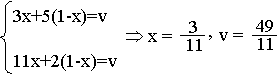 3x+5(1-x)=v
⇒ x = 3/11, v = 49/11
11x+2(1-x)=v